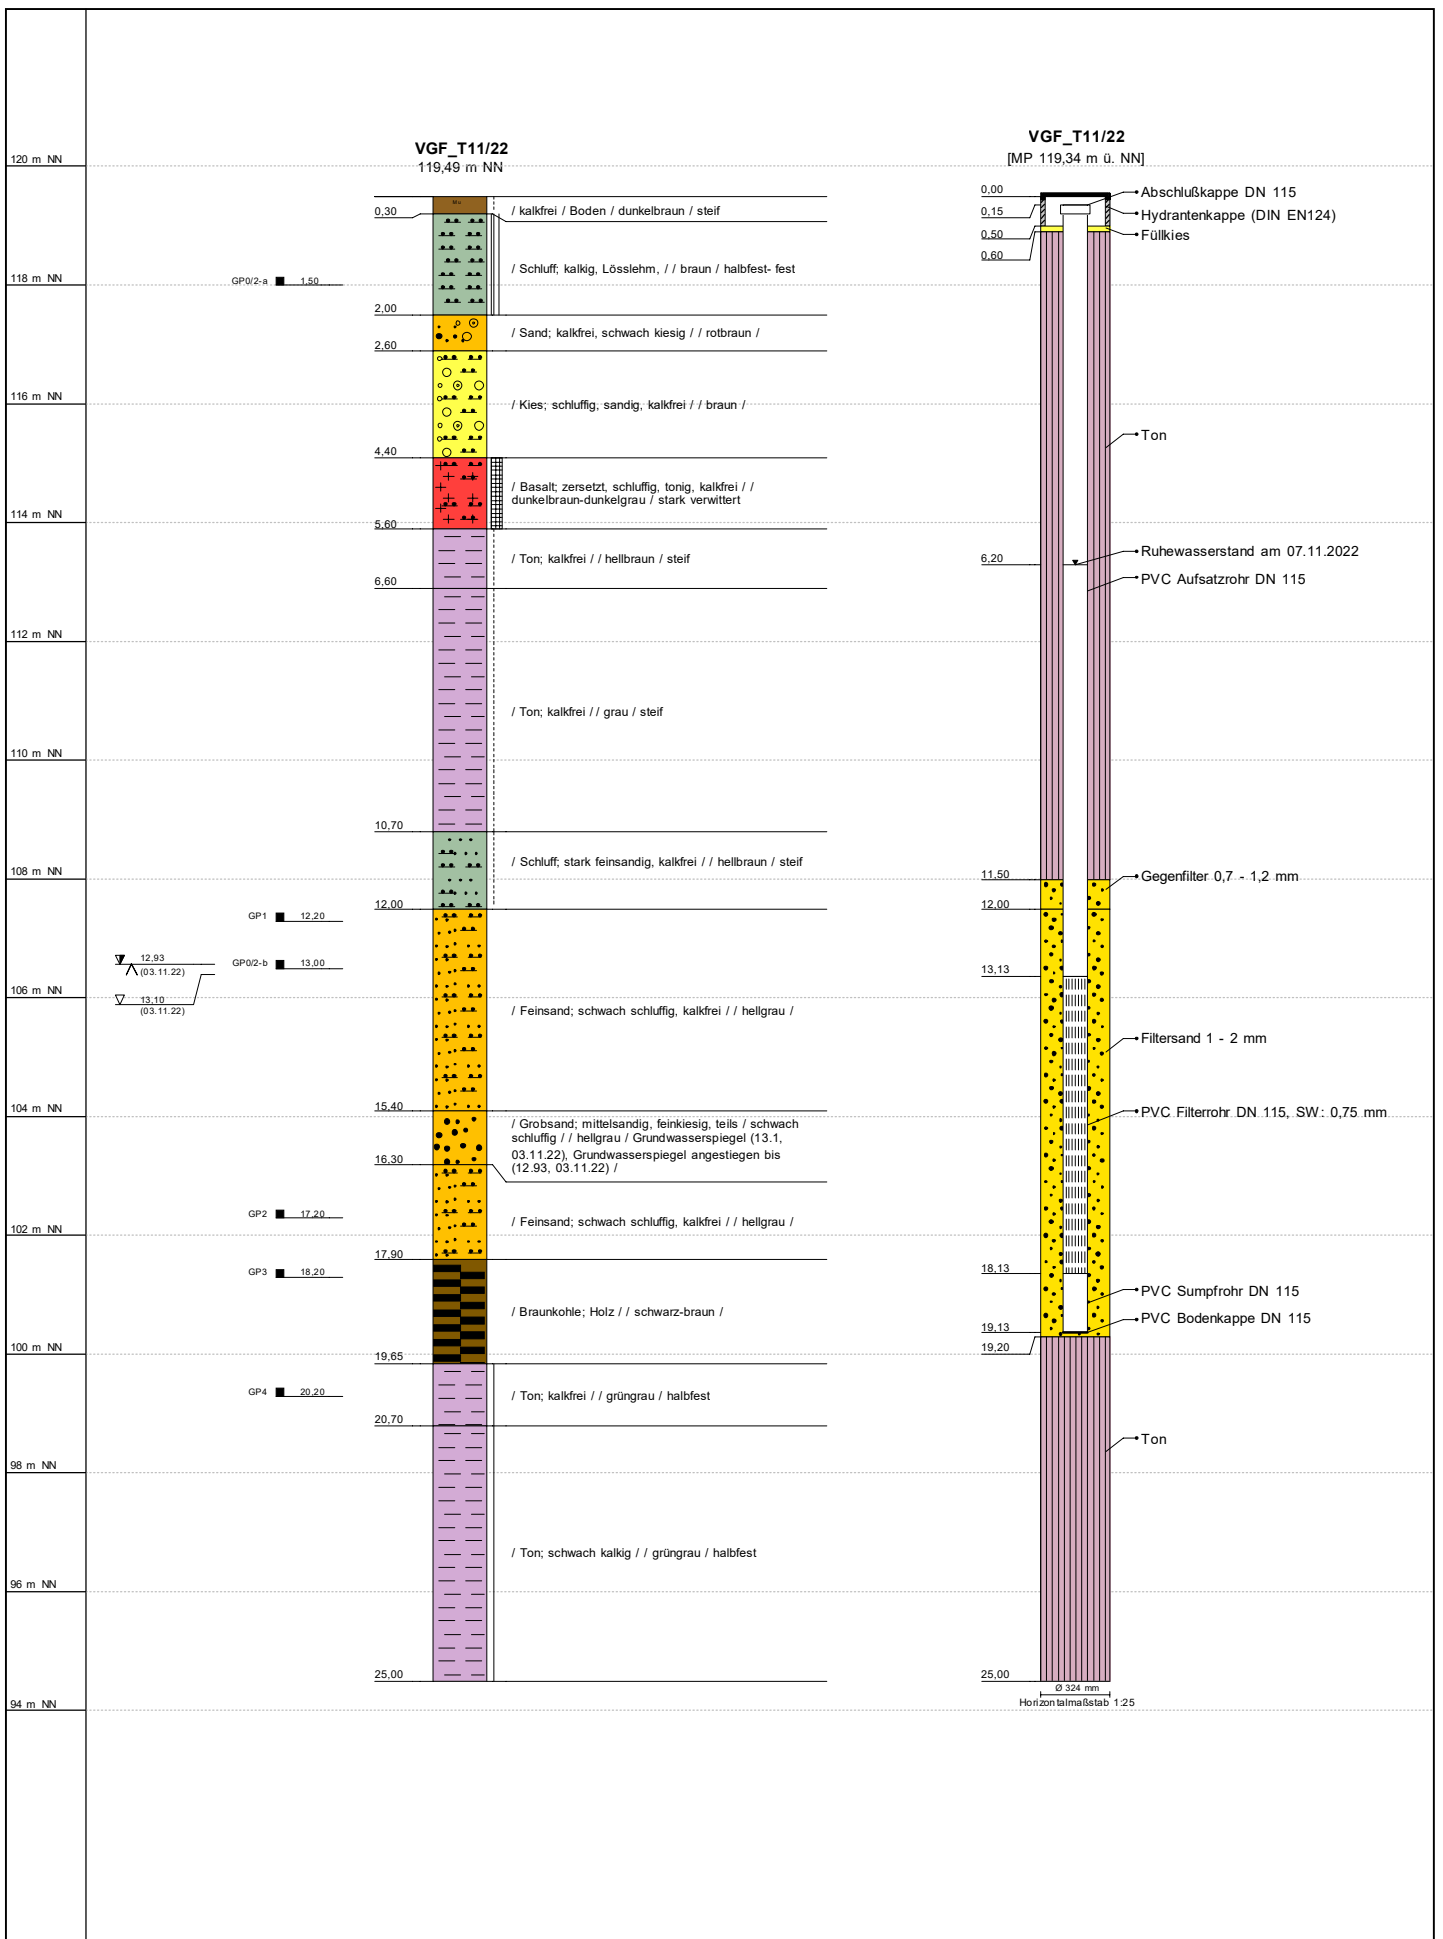 VGF_T11/22
119,49 m NN
VGF_T11/22
[MP 119,34 m ü. NN]
120 m NN
118 m NN
116 m NN
114 m NN
112 m NN
110 m NN
108 m NN
106 m NN
104 m NN
102 m NN
100 m NN
98 m NN
96 m NN
94 m NN
GP0/2-a 1,50
GP1 12,20
12,93
(03.11.22)
GP0/2-b 13,00
13,10
(03.11.22)
GP2 17,20
GP3 18,20
GP4 20,20
Mu
0,30
/ kalkfrei / Boden / dunkelbraun / steif
/ Schluff; kalkig, Lösslehm, / / braun / halbfest- fest
2,00
/ Sand; kalkfrei, schwach kiesig / / rotbraun /
2,60
/ Kies; schluffig, sandig, kalkfrei / / braun /
4,40
/ Basalt; zersetzt, schluffig, tonig, kalkfrei / /
dunkelbraun-dunkelgrau / stark verwittert
5,60
/ Ton; kalkfrei / / hellbraun / steif
6,60
/ Ton; kalkfrei / / grau / steif
10,70
/ Schluff; stark feinsandig, kalkfrei / / hellbraun / steif
12,00
/ Feinsand; schwach schluffig, kalkfrei / / hellgrau /
15,40
/ Grobsand; mittelsandig, feinkiesig, teils / schwach
schluffig / / hellgrau / Grundwasserspiegel (13.1,
03.11.22), Grundwasserspiegel angestiegen bis
(12.93, 03.11.22) /
16,30
/ Feinsand; schwach schluffig, kalkfrei / / hellgrau /
17,90
/ Braunkohle; Holz / / schwarz-braun /
19,65
/ Ton; kalkfrei / / grüngrau / halbfest
20,70
/ Ton; schwach kalkig / / grüngrau / halbfest
25,00
0,00
Abschlußkappe DN 115
0,15
Hydrantenkappe (DIN EN124)
0,50
Füllkies
0,60
Ton
6,20
Ruhewasserstand am 07.11.2022
PVC Aufsatzrohr DN 115
11,50
Gegenfilter 0,7 - 1,2 mm
12,00
13,13
Filtersand 1 - 2 mm
PVC Filterrohr DN 115, SW: 0,75 mm
18,13
PVC Sumpfrohr DN 115
19,13
PVC Bodenkappe DN 115
19,20
Ton
25,00
Ø 324 mm
Horizontalmaßstab 1:25